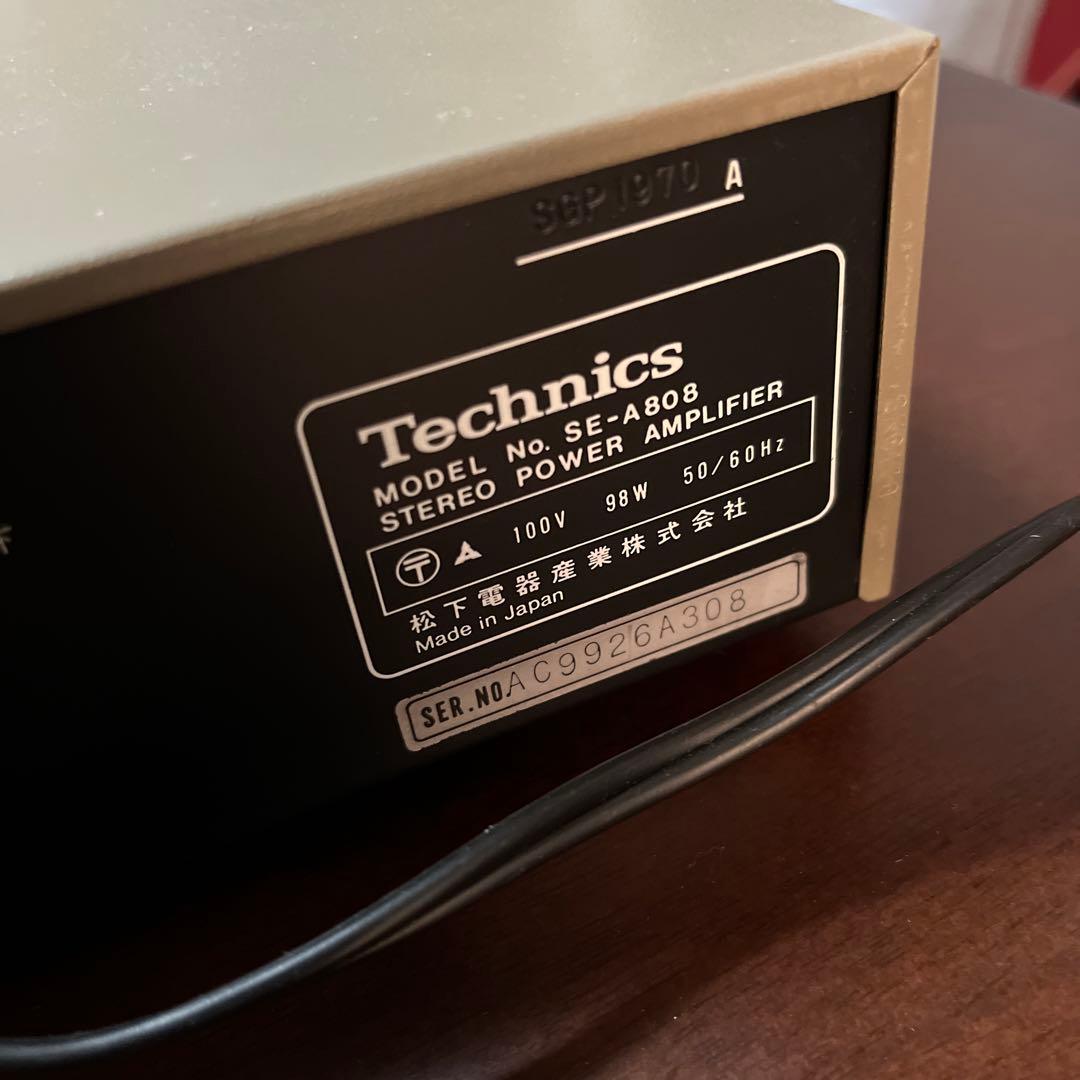 SGP 1970 A
Technics
MODEL No. SE-A808
STEREO POWER AMPLIFIER
〒 100V 98W 50/60Hz
松下電器産業株式会社
Made in Japan
SER.NO. AC9926A308